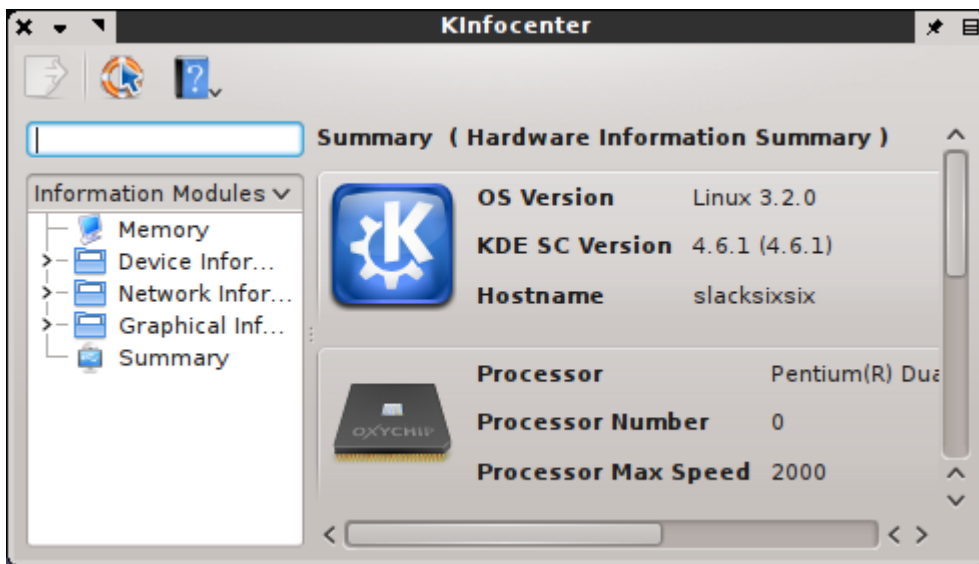 KInfocenter
Summary ( Hardware Information Summary )
Information Modules
Memory
Device Infor...
Network Infor...
Graphical Inf...
Summary
OS Version Linux 3.2.0
KDE SC Version 4.6.1 (4.6.1)
Hostname slacksixsix
OXYCHIP
Processor Pentium(R) Dua
Processor Number 0
Processor Max Speed 2000